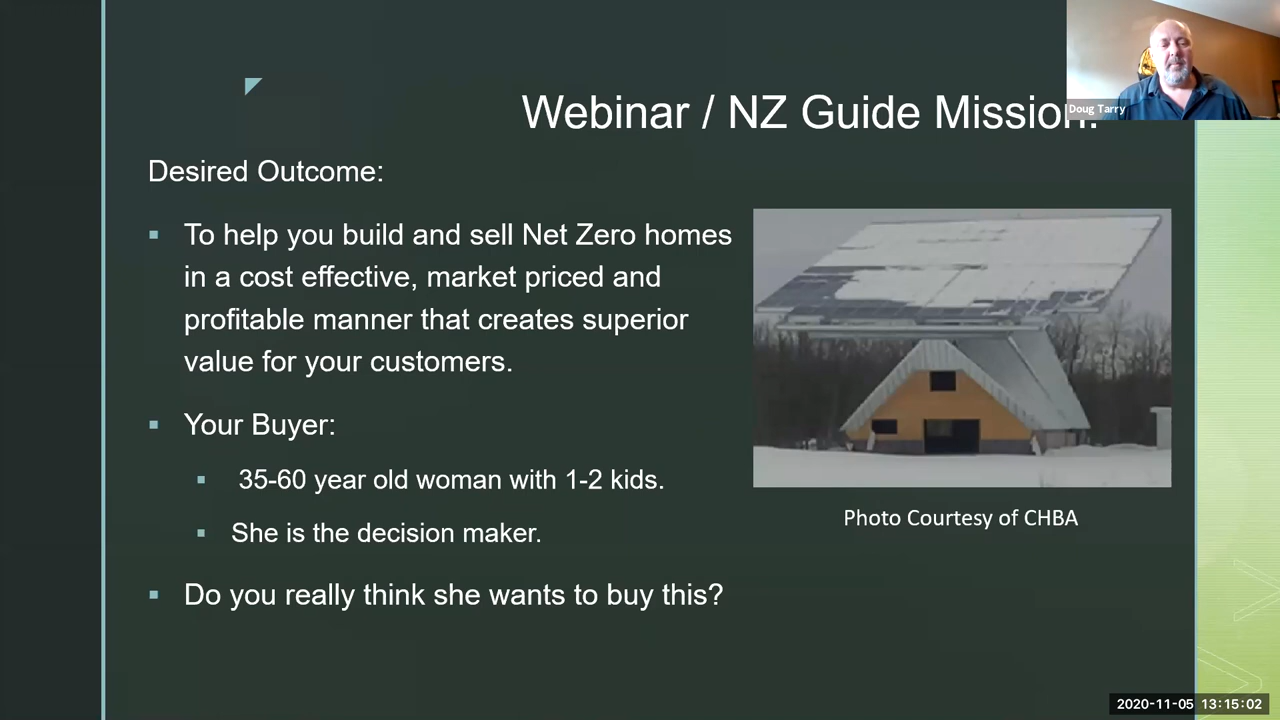 Webinar / NZ Guide Mission:
Doug Tarry
Desired Outcome:
▪ To help you build and sell Net Zero homes
in a cost effective, market priced and
profitable manner that creates superior
value for your customers.
▪ Your Buyer:
▪ 35-60 year old woman with 1-2 kids.
▪ She is the decision maker.
▪ Do you really think she wants to buy this?
Photo Courtesy of CHBA
2020-11-05 13:15:02